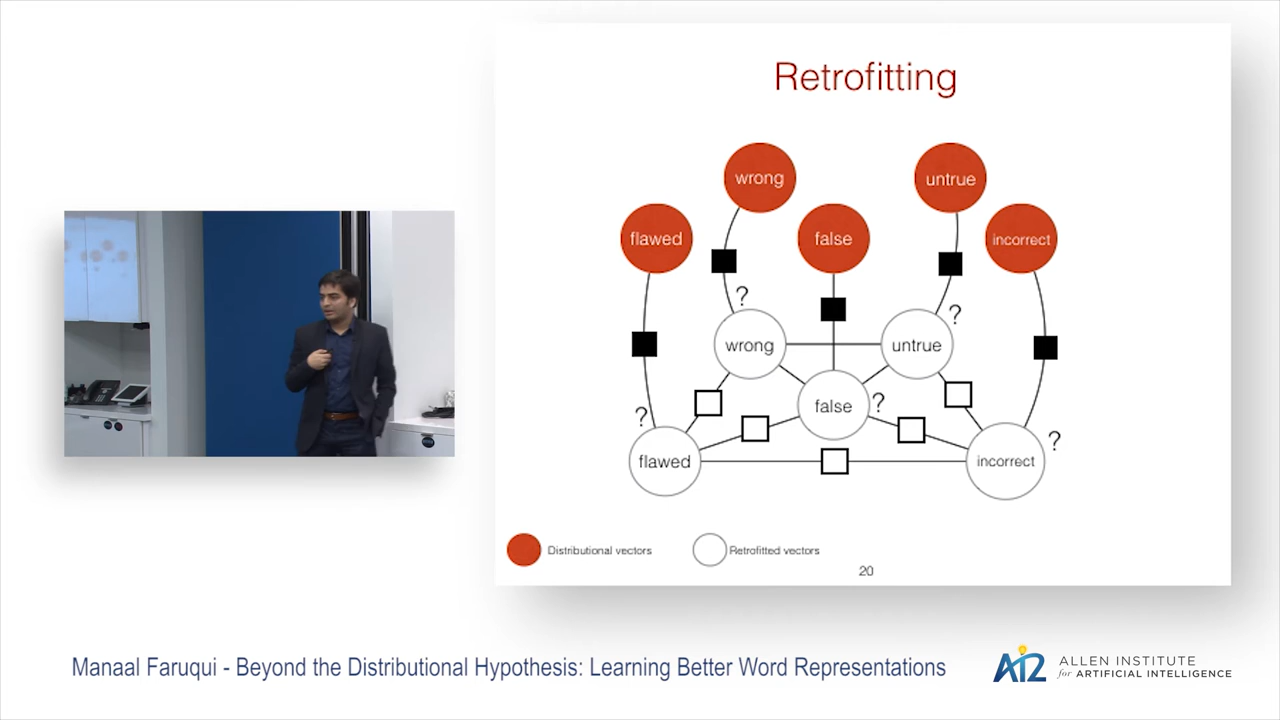 Retrofitting
wrong
untrue
flawed
false
incorrect
?
?
wrong
untrue
false
?
?
?
flawed
incorrect
Distributional vectors
Retrofitted vectors
20
Manaal Faruqui - Beyond the Distributional Hypothesis: Learning Better Word Representations
AI2
ALLEN INSTITUTE
for ARTIFICIAL INTELLIGENCE